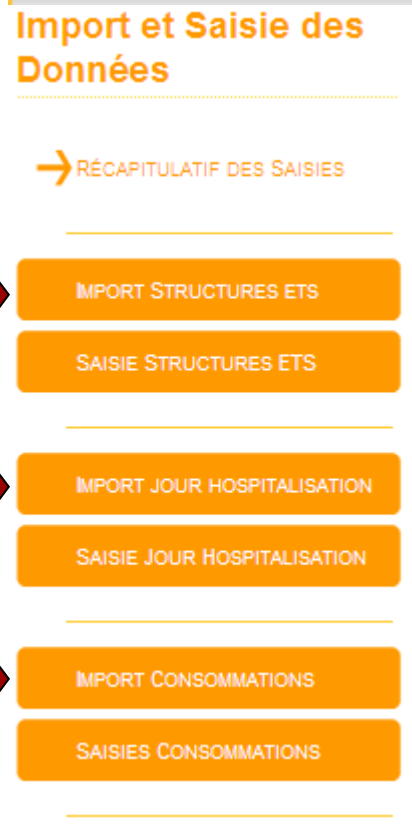 Import et Saisie des
Données
RÉCAPITULATIF DES SAISIES
IMPORT STRUCTURES ETS
SAISIE STRUCTURES ETS
IMPORT JOUR HOSPITALISATION
SAISIE JOUR HOSPITALISATION
IMPORT CONSOMMATIONS
SAISIES CONSOMMATIONS